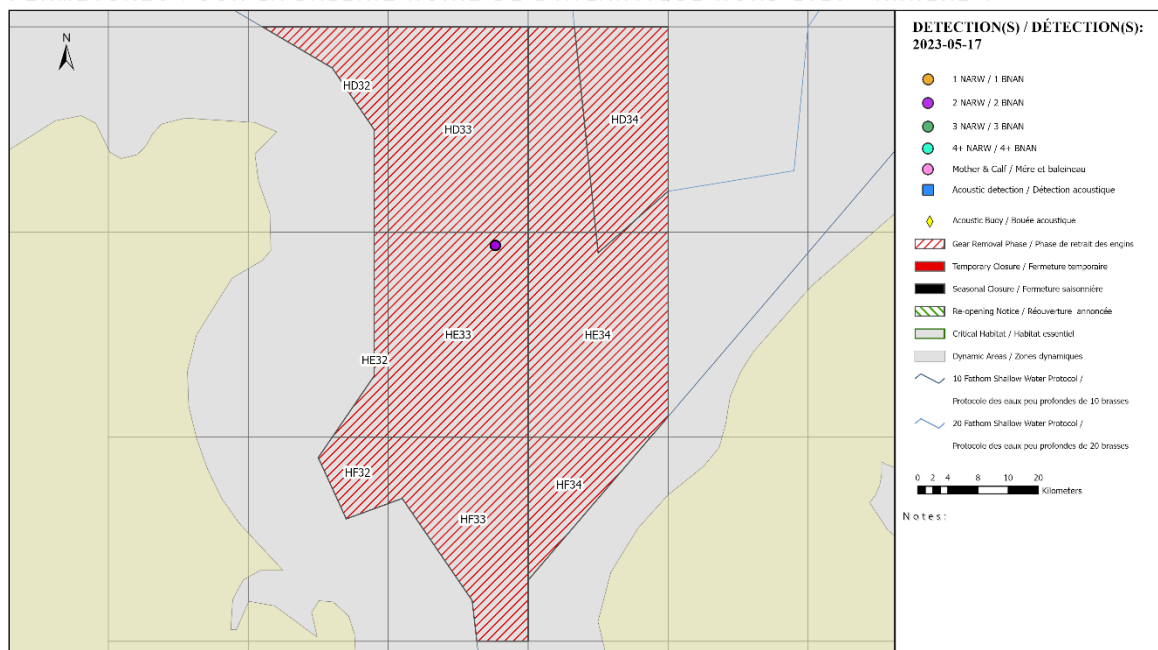 N
HD32
HD33
HD34
HE33
HE34
HE32
HF32
HF34
HF33
DETECTION(S) / DÉTECTION(S):
2023-05-17
1 NARW / 1 BNAN
2 NARW / 2 BNAN
3 NARW / 3 BNAN
4+ NARW / 4+ BNAN
Mother & Calf / Mère et baleineau
Acoustic detection / Détection acoustique
Acoustic Buoy / Bouée acoustique
Gear Removal Phase / Phase de retrait des engins
Temporary Closure / Fermeture temporaire
Seasonal Closure / Fermeture saisonnière
Re-opening Notice / Réouverture annoncée
Critical Habitat / Habitat essentiel
Dynamic Areas / Zones dynamiques
10 Fathom Shallow Water Protocol /
Protocole des eaux peu profondes de 10 brasses
20 Fathom Shallow Water Protocol /
Protocole des eaux peu profondes de 20 brasses
0 2 4 8 10 20
Kilometers
Notes: